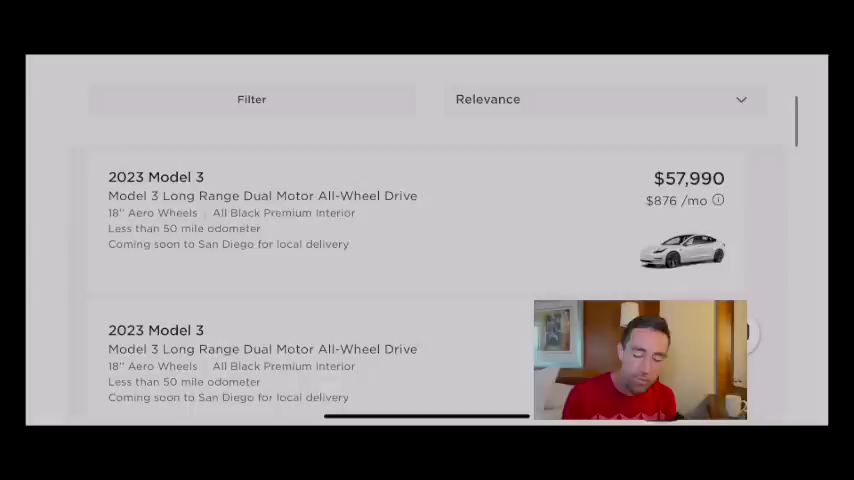 Filter
Relevance
2023 Model 3
$57,990
Model 3 Long Range Dual Motor All-Wheel Drive
$876 /mo
18" Aero Wheels All Black Premium Interior
Less than 50 mile odometer
Coming soon to San Diego for local delivery
2023 Model 3
Model 3 Long Range Dual Motor All-Wheel Drive
18" Aero Wheels All Black Premium Interior
Less than 50 mile odometer
Coming soon to San Diego for local delivery